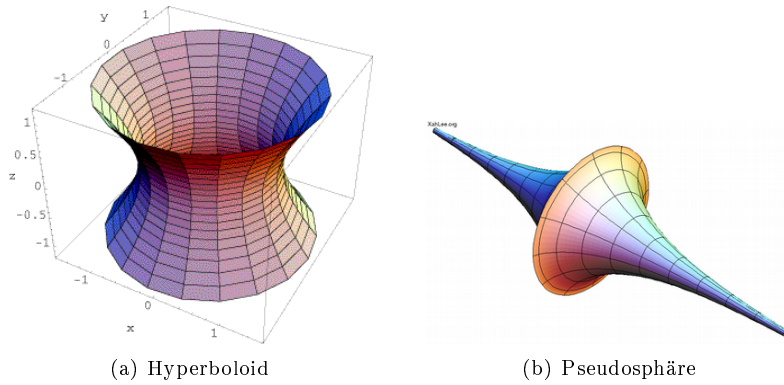 y
1
0
-1
1
0.5
z
0
-0.5
-1
-1
0
x
1
XahLee.org
(a) Hyperboloid
(b) Pseudosphäre